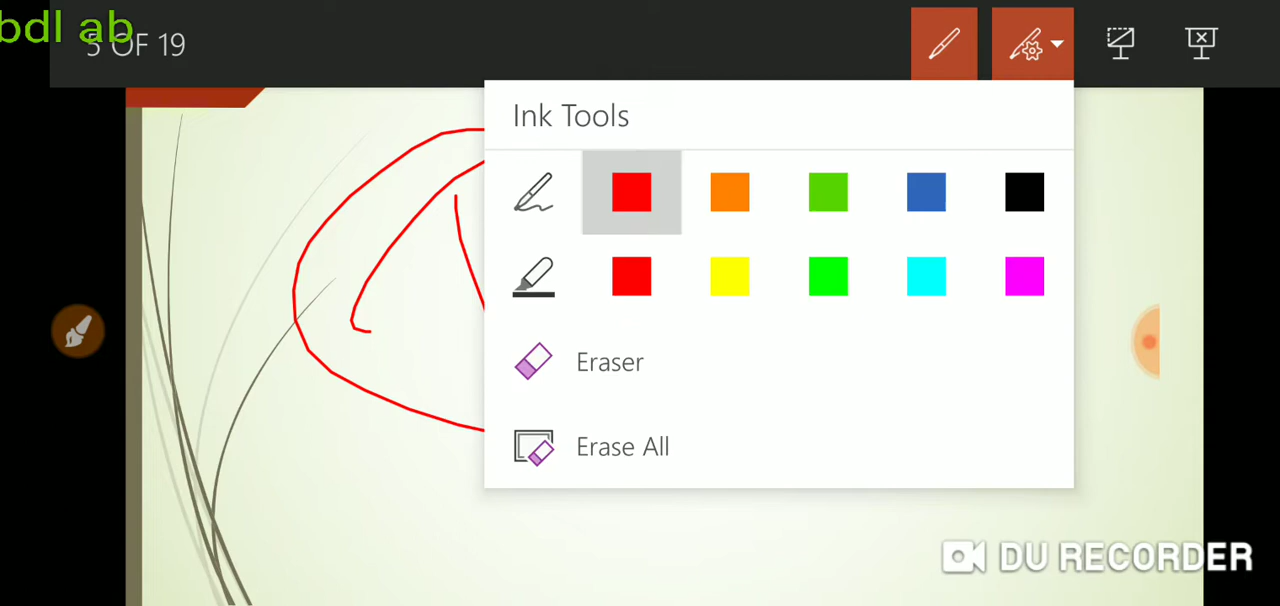 bdl ab
5 OF 19
Ink Tools
Eraser
Erase All
DU RECORDER